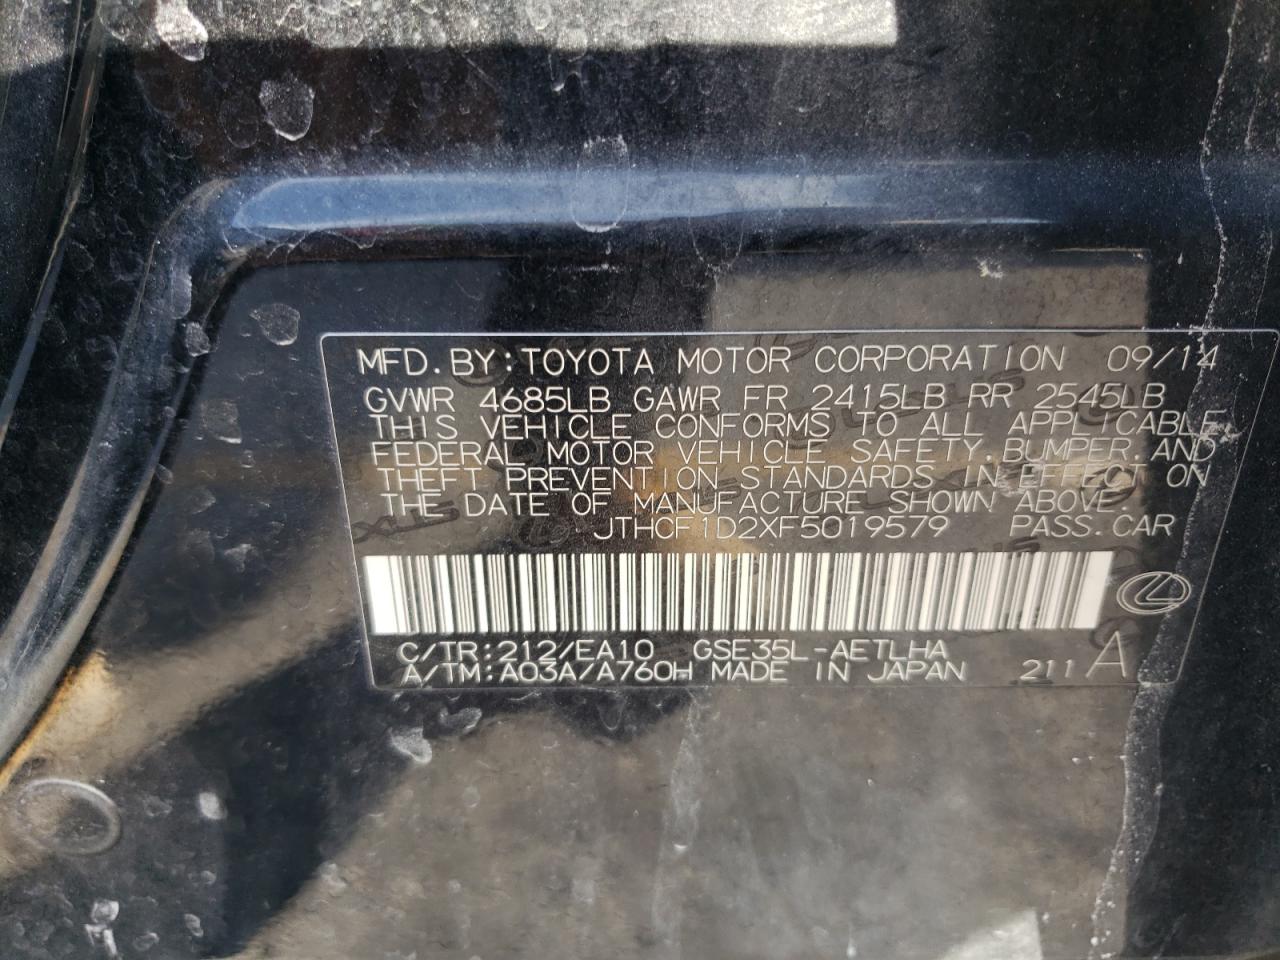 MFD. BY: TOYOTA MOTOR CORPORATION 09/14
GVWR 4685LB GAWR FR 2415LB RR 2545LB
THIS VEHICLE CONFORMS TO ALL APPLICABLE
FEDERAL MOTOR VEHICLE SAFETY, BUMPER, AND
THEFT PREVENTION STANDARDS IN EFFECT ON
THE DATE OF MANUFACTURE SHOWN ABOVE.
JTHCF1D2XF5019579 PASS. CAR
C/TR: 212/EA10 GSE35L-AETLHA
A/TM: A03A/A760H MADE IN JAPAN 211 A